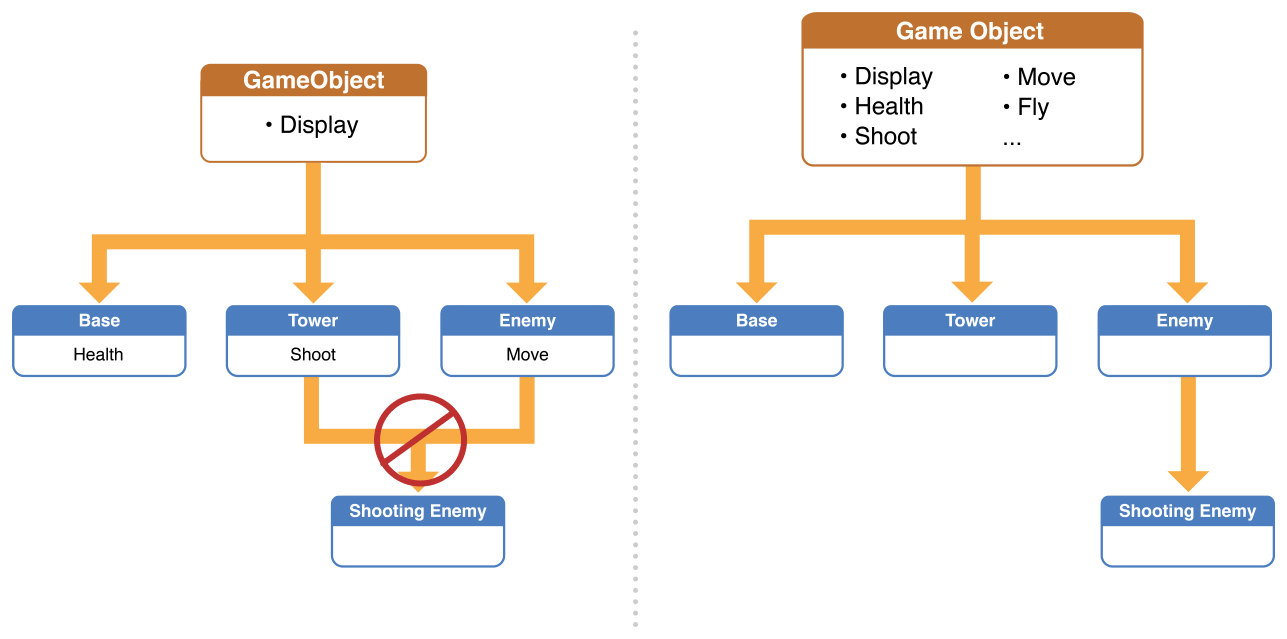 GameObject
• Display
Base
Health
Tower
Shoot
Enemy
Move
Shooting Enemy
Game Object
• Display
• Health
• Shoot
• Move
• Fly
...
Base
Tower
Enemy
Shooting Enemy